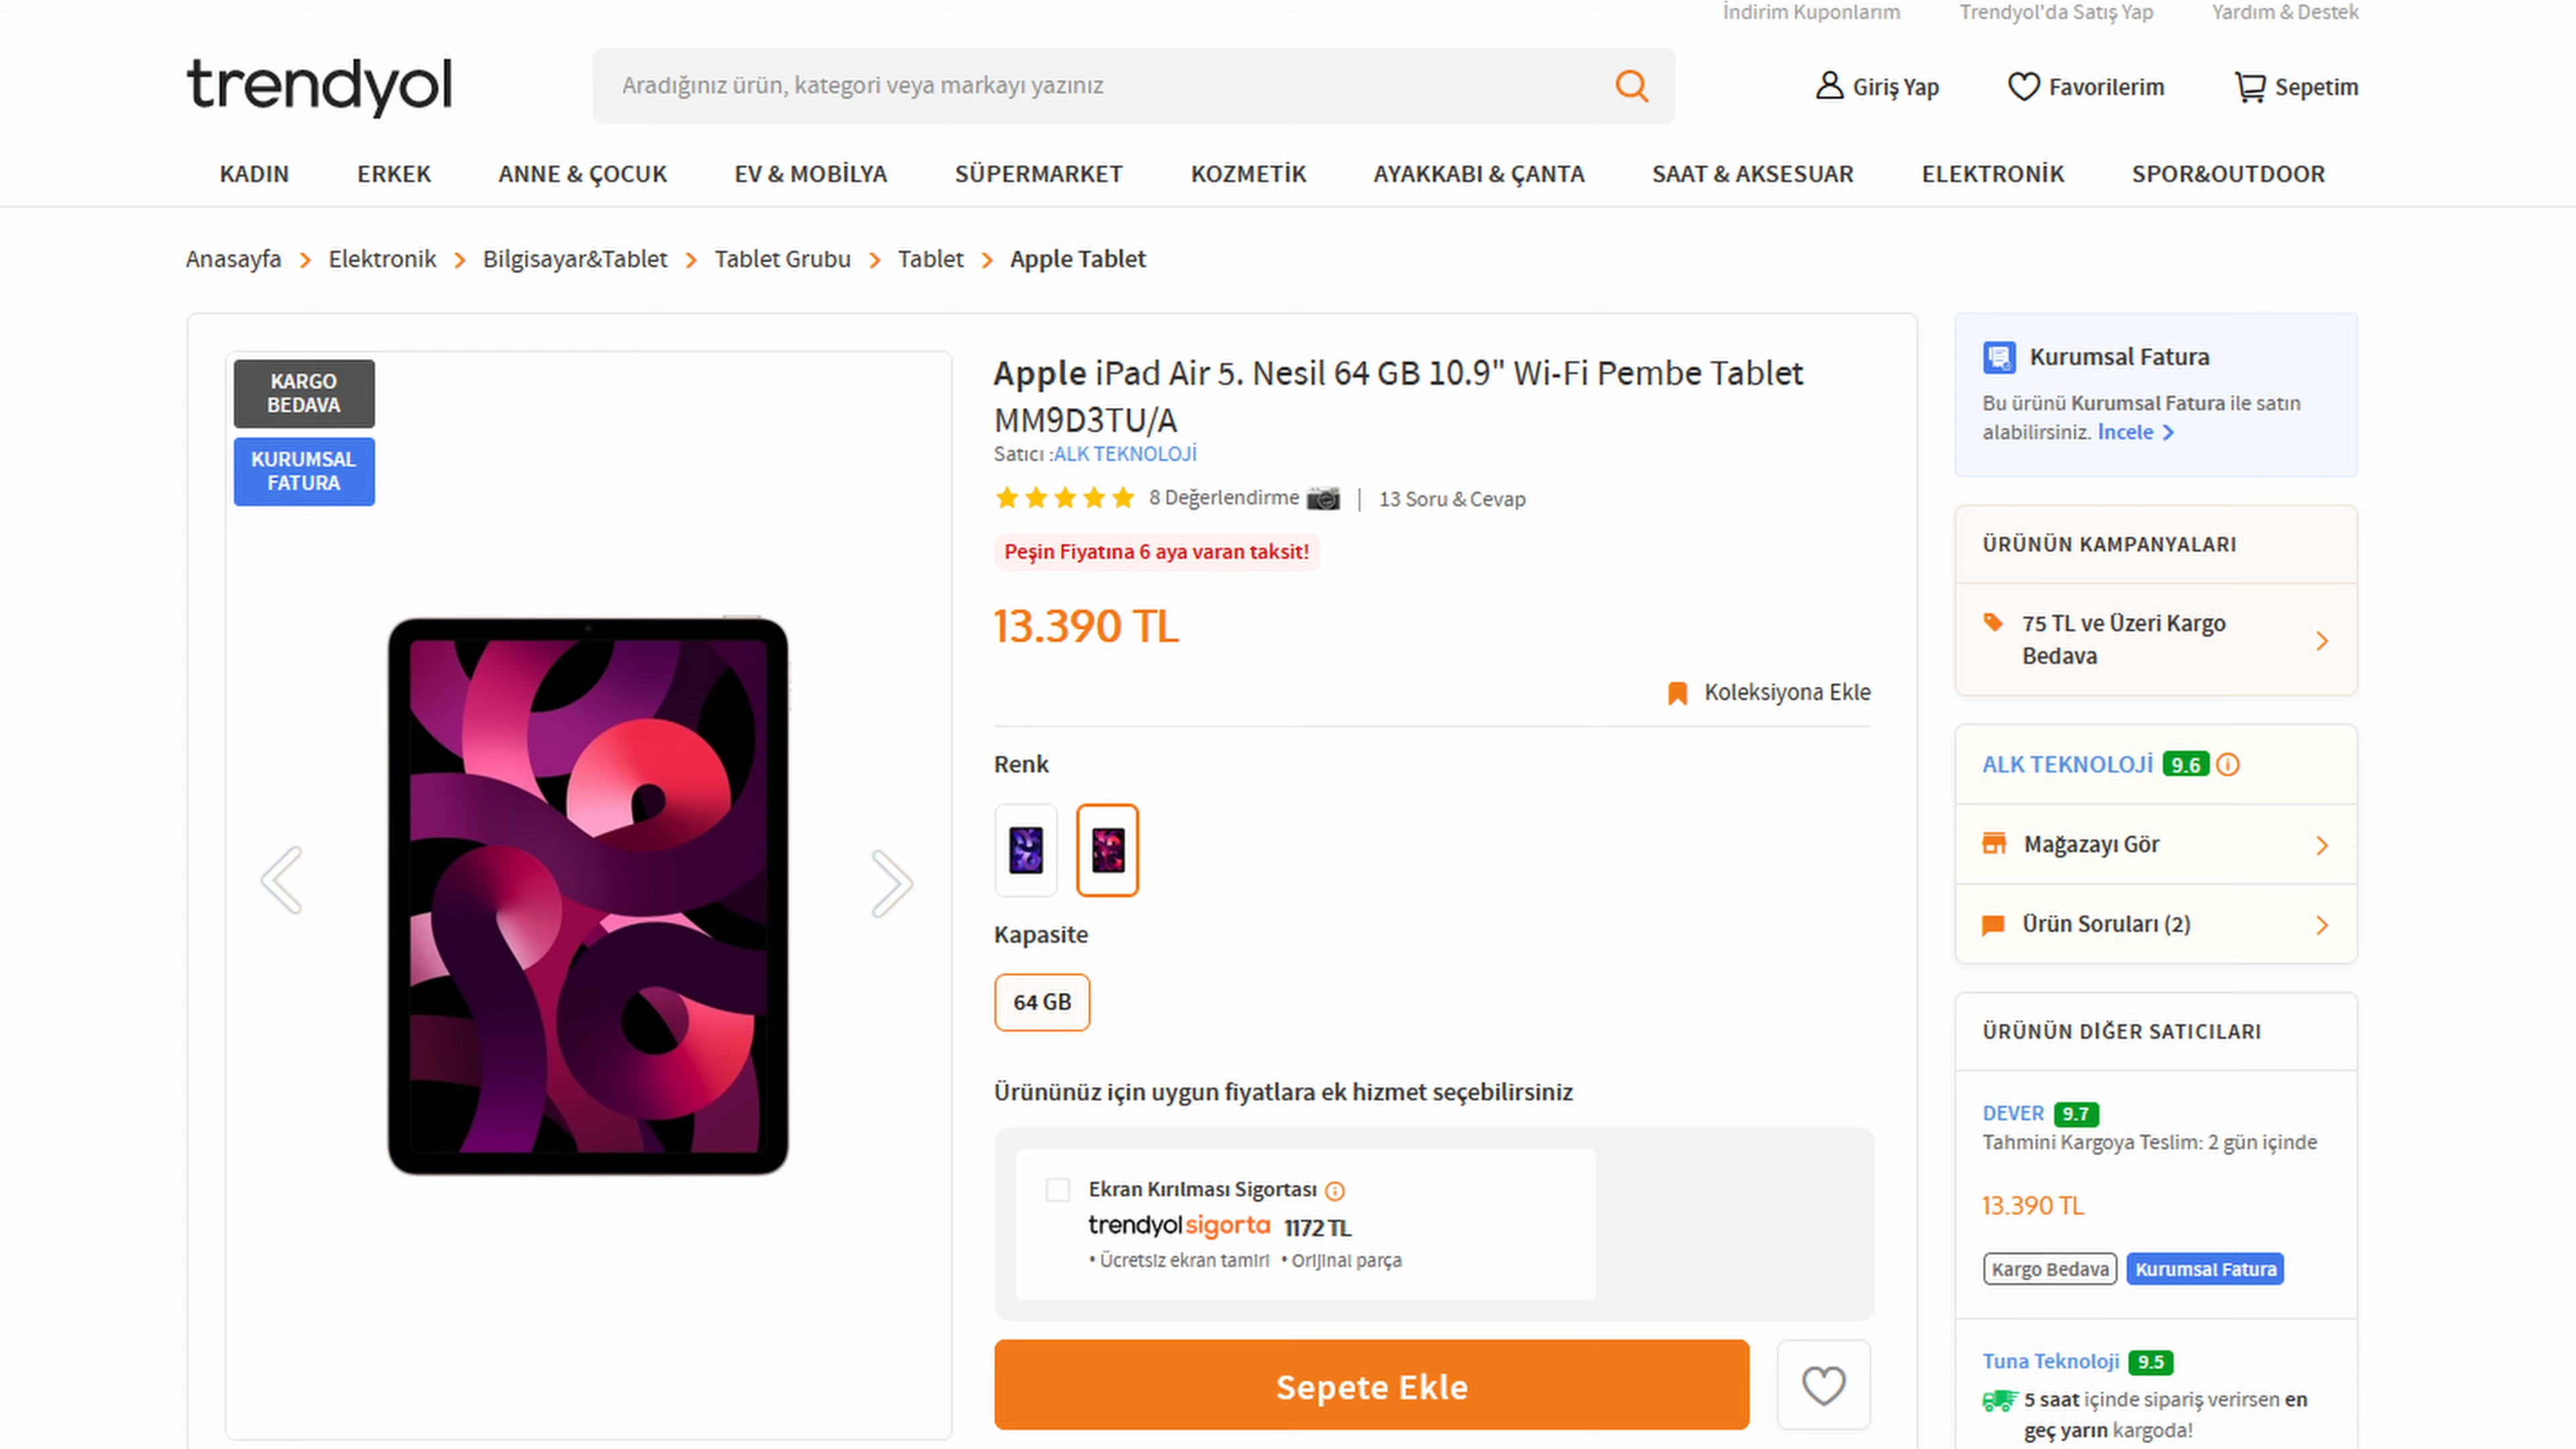 İndirim Kuponlarım Trendyol'da Satış Yap Yardım & Destek
trendyol
Aradığınız ürün, kategori veya markayı yazınız
Giriş Yap Favorilerim Sepetim
KADIN ERKEK ANNE & ÇOCUK EV & MOBİLYA SÜPERMARKET KOZMETİK AYAKKABI & ÇANTA SAAT & AKSESUAR ELEKTRONİK SPOR&OUTDOOR
Anasayfa Elektronik Bilgisayar&Tablet Tablet Grubu Tablet Apple Tablet
KARGO
BEDAVA
KURUMSAL
FATURA
Apple iPad Air 5. Nesil 64 GB 10.9" Wi-Fi Pembe Tablet
MM9D3TU/A
Satıcı :ALK TEKNOLOJİ
8 Değerlendirme | 13 Soru & Cevap
Peşin Fiyatına 6 aya varan taksit!
13.390 TL
Koleksiyona Ekle
Renk
Kapasite
64 GB
Ürününüz için uygun fiyatlara ek hizmet seçebilirsiniz
Ekran Kırılması Sigortası
trendyol sigorta 1172 TL
• Ücretsiz ekran tamiri • Orijinal parça
Sepete Ekle
Kurumsal Fatura
Bu ürünü Kurumsal Fatura ile satın
alabilirsiniz. İncele
ÜRÜNÜN KAMPANYALARI
75 TL ve Üzeri Kargo
Bedava
ALK TEKNOLOJİ 9.6
Mağazayı Gör
Ürün Soruları (2)
ÜRÜNÜN DİĞER SATICILARI
DEVER 9.7
Tahmini Kargoya Teslim: 2 gün içinde
13.390 TL
Kargo Bedava Kurumsal Fatura
Tuna Teknoloji 9.5
5 saat içinde sipariş verirsen en
geç yarın kargoda!